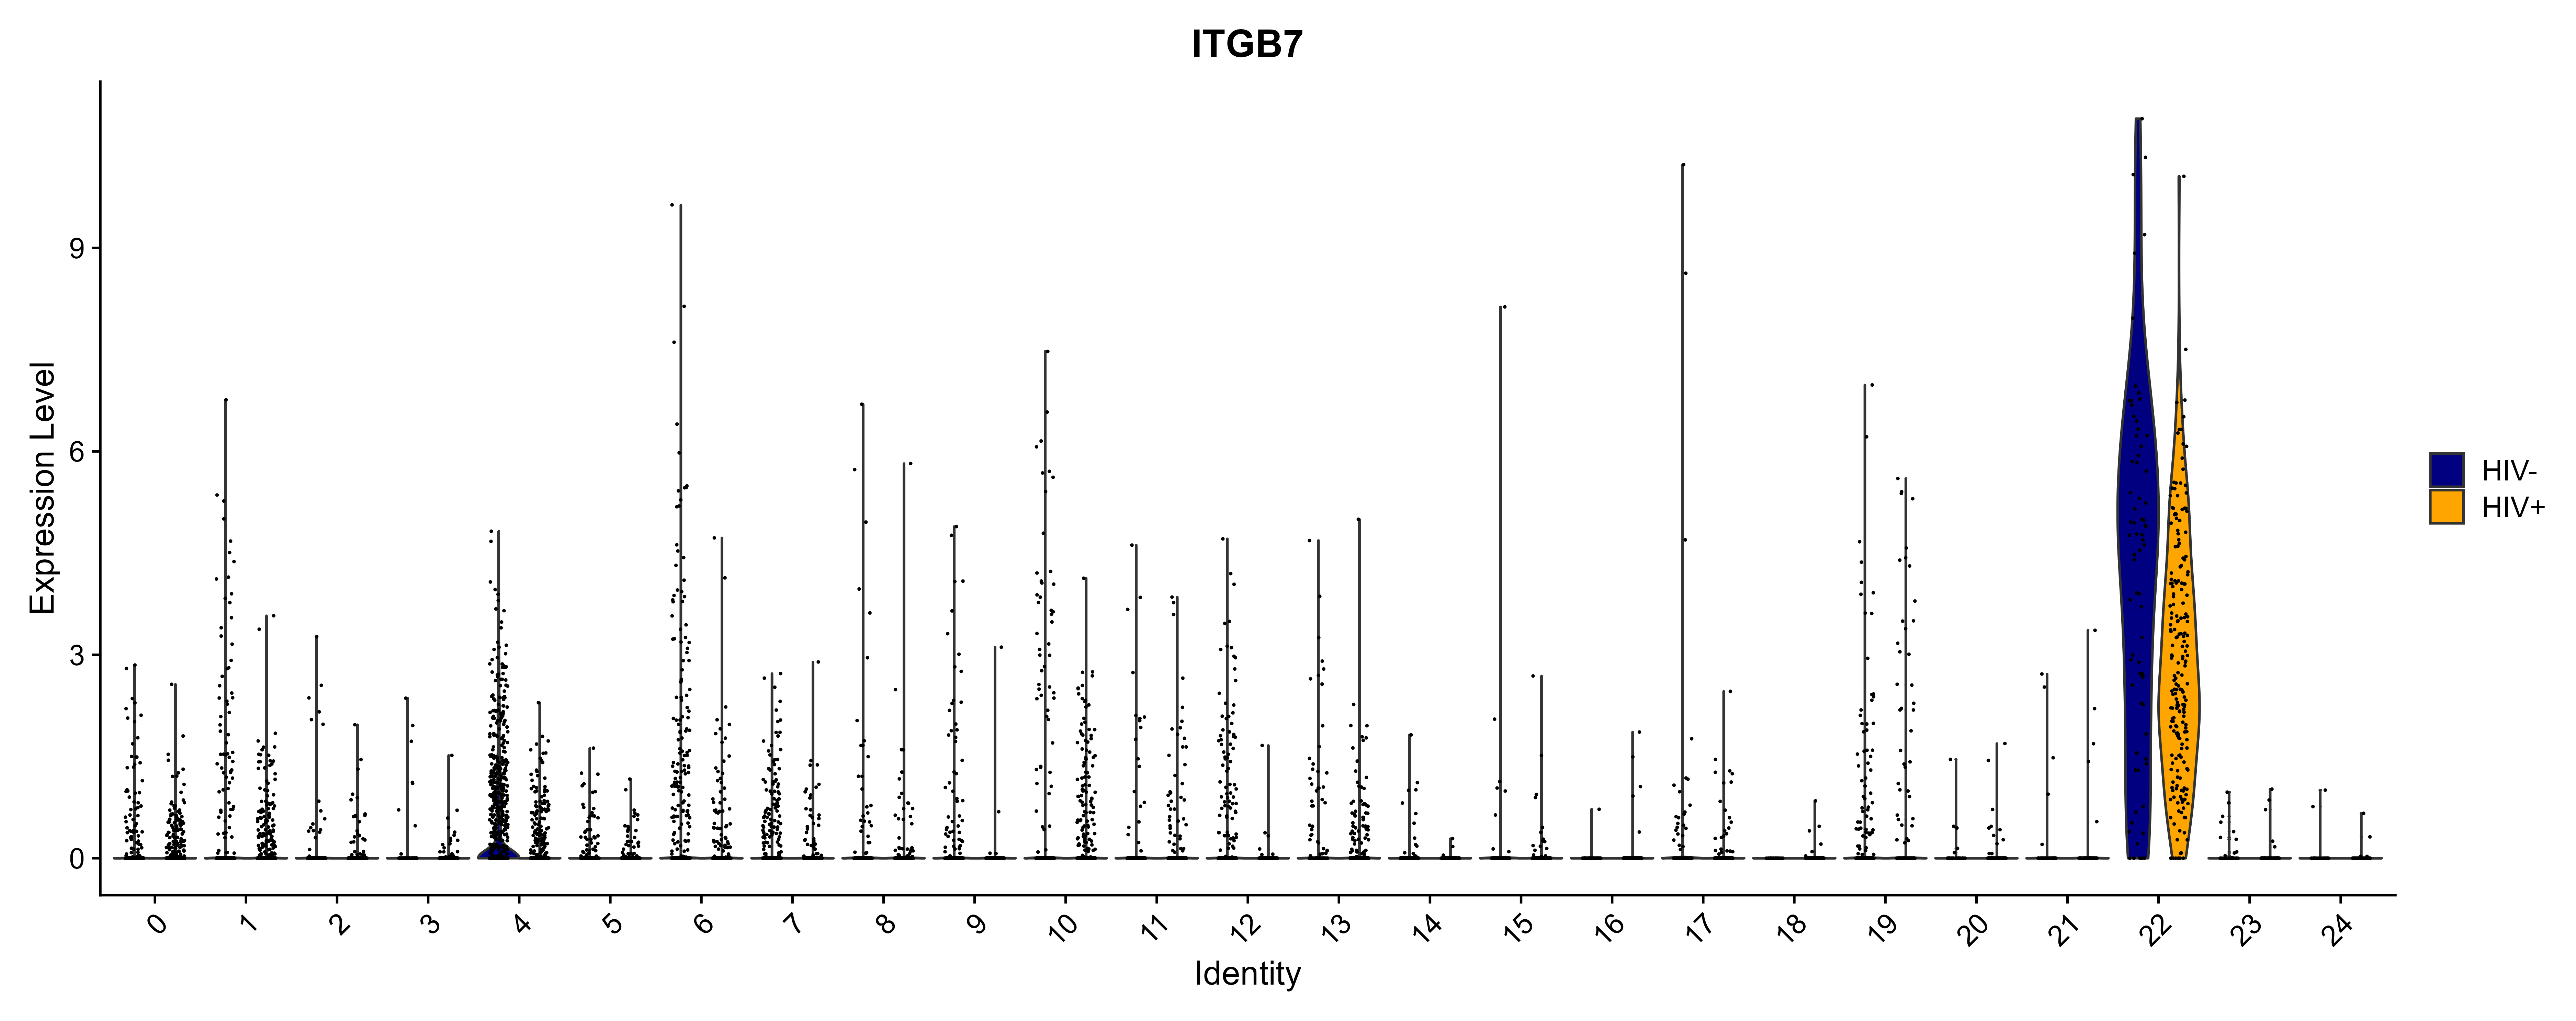 ITGB7
Expression Level
9
6
3
0
0 1 2 3 4 5 6 7 8 9 10 11 12 13 14 15 16 17 18 19 20 21 22 23 24
Identity
HIV-
HIV+